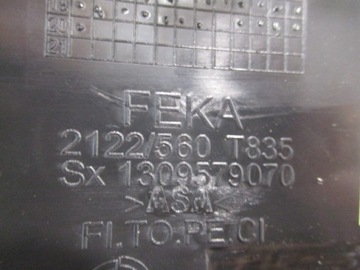 FEKA
2122/560 T835
Sx 1309579070
>ASA<
FI.TO.PE.CI